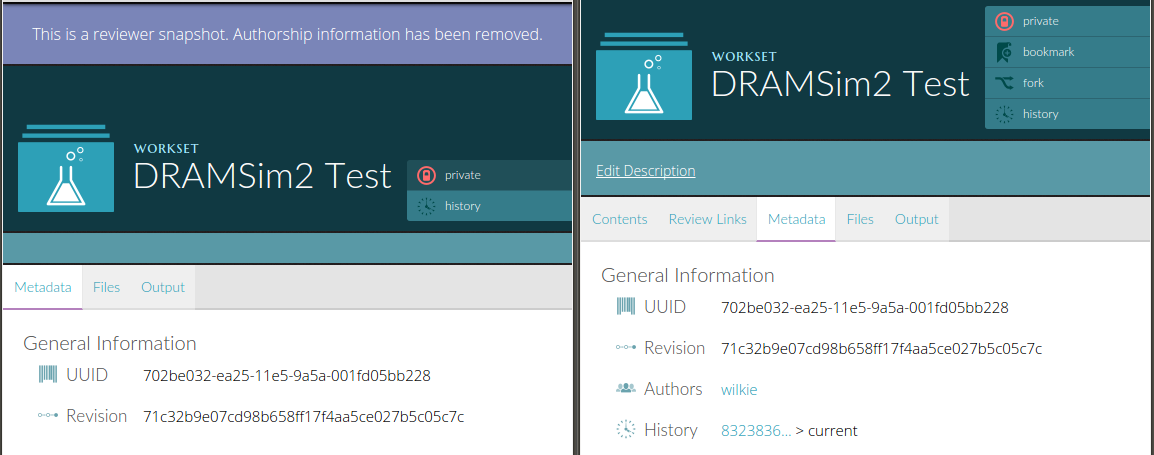 This is a reviewer snapshot. Authorship information has been removed.
WORKSET
DRAMSim2 Test
private
history
Metadata Files Output
General Information
UUID 702be032-ea25-11e5-9a5a-001fd05bb228
Revision 71c32b9e07cd98b658ff17f4aa5ce027b5c05c7c
WORKSET
DRAMSim2 Test
private
bookmark
fork
history
Edit Description
Contents Review Links Metadata Files Output
General Information
UUID 702be032-ea25-11e5-9a5a-001fd05bb228
Revision 71c32b9e07cd98b658ff17f4aa5ce027b5c05c7c
Authors wilkie
History 8323836... > current